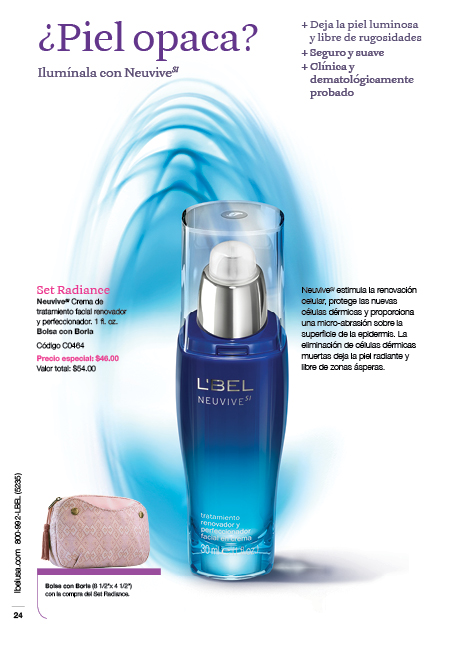 ¿Piel opaca?
Ilumínala con Neuvive SI
+ Deja la piel luminosa
y libre de rugosidades
+ Seguro y suave
+ Clínica y
dermatológicamente
probado
Set Radiance
Neuvive SI Crema de
tratamiento facial renovador
y perfeccionador. 1 fl. oz.
Bolsa con Borla
Código C0464
Precio especial: $46.00
Valor total: $54.00
Neuvive SI estimula la renovación
celular, protege las nuevas
células dérmicas y proporciona
una micro-abrasión sobre la
superficie de la epidermis. La
eliminación de células dérmicas
muertas deja la piel radiante y
libre de zonas ásperas.
L'BEL
NEUVIVE SI
tratamiento
renovador y
perfeccionador
facial en crema
30 ml e (1 fl.oz.)
lbelusa.com 800-992-LBEL (5235)
Bolsa con Borla (8 1/2"x 4 1/2")
con la compra del Set Radiance.
24